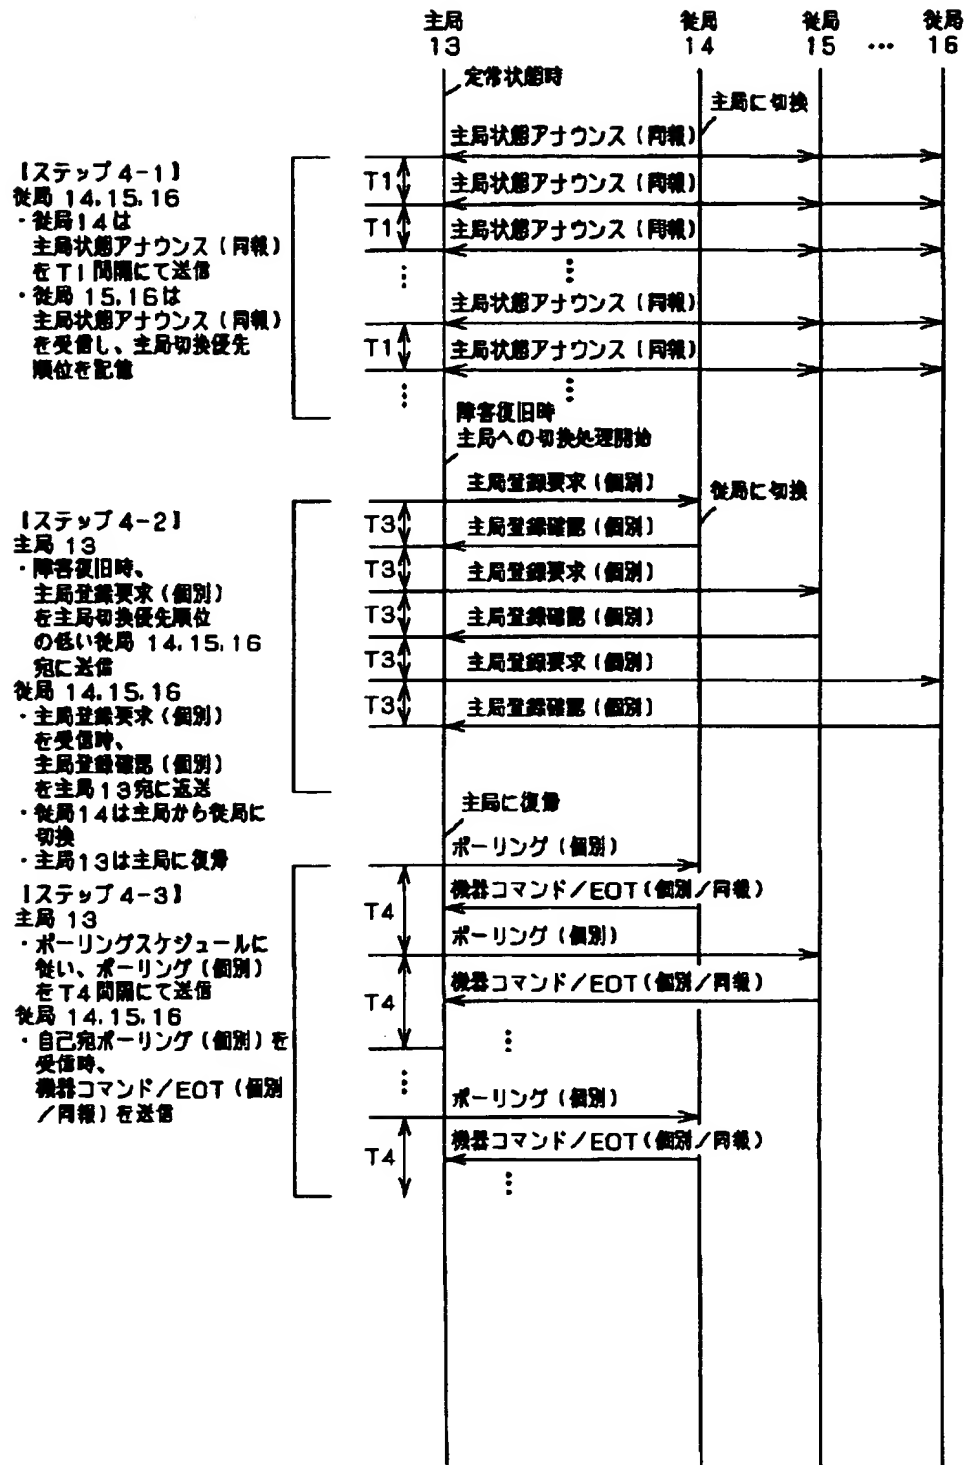 主局 従局 従局 従局
13 14 15 … 16
定常状態時
主局に切換
主局状態アナウンス（同報）
T1 主局状態アナウンス（同報）
T1 主局状態アナウンス（同報）
主局状態アナウンス（同報）
T1 主局状態アナウンス（同報）
【ステップ4-1】
従局 14.15.16
・従局14は
主局状態アナウンス（同報）
をT1間隔にて送信
・従局 15.16は
主局状態アナウンス（同報）
を受信し、主局切換優先
順位を記憶
障害復旧時
主局への切換処理開始
主局登録要求（個別）
従局に切換
T3 主局登録確認（個別）
T3 主局登録要求（個別）
T3 主局登録確認（個別）
T3 主局登録要求（個別）
T3 主局登録確認（個別）
【ステップ4-2】
主局 13
・障害復旧時、
主局登録要求（個別）
を主局切換優先順位
の低い従局 14.15.16
宛に送信
従局 14.15.16
・主局登録要求（個別）
を受信時、
主局登録確認（個別）
を主局13宛に返送
・従局14は主局から従局に
切換
・主局13は主局に復帰
主局に復帰
ポーリング（個別）
機器コマンド／EOT（個別／同報）
T4
ポーリング（個別）
機器コマンド／EOT（個別／同報）
T4
ポーリング（個別）
機器コマンド／EOT（個別／同報）
T4
【ステップ4-3】
主局 13
・ポーリングスケジュールに
従い、ポーリング（個別）
をT4間隔にて送信
従局 14.15.16
・自己宛ポーリング（個別）を
受信時、
機器コマンド／EOT（個別
／同報）を送信